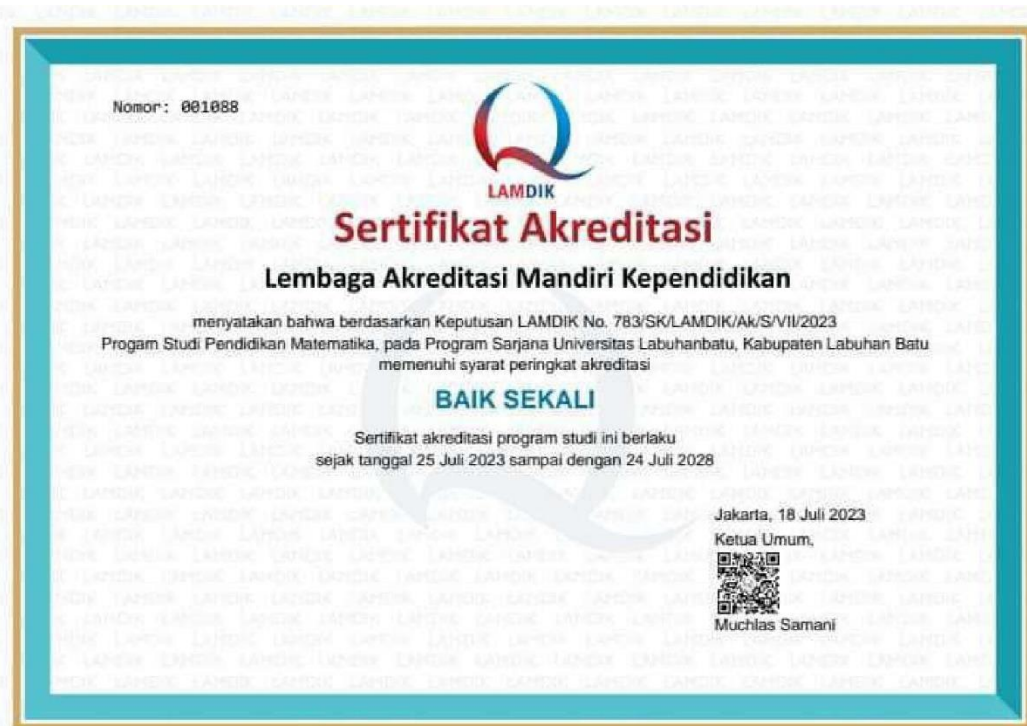 Nomor: 001088
LAMDIK
Sertifikat Akreditasi
Lembaga Akreditasi Mandiri Kependidikan
menyatakan bahwa berdasarkan Keputusan LAMDIK No. 783/SK/LAMDIK/Ak/S/VII/2023
Progam Studi Pendidikan Matematika, pada Program Sarjana Universitas Labuhanbatu, Kabupaten Labuhan Batu
memenuhi syarat peringkat akreditasi
BAIK SEKALI
Sertifikat akreditasi program studi ini berlaku
sejak tanggal 25 Juli 2023 sampai dengan 24 Juli 2028
Jakarta, 18 Juli 2023
Ketua Umum,
Muchlas Samani